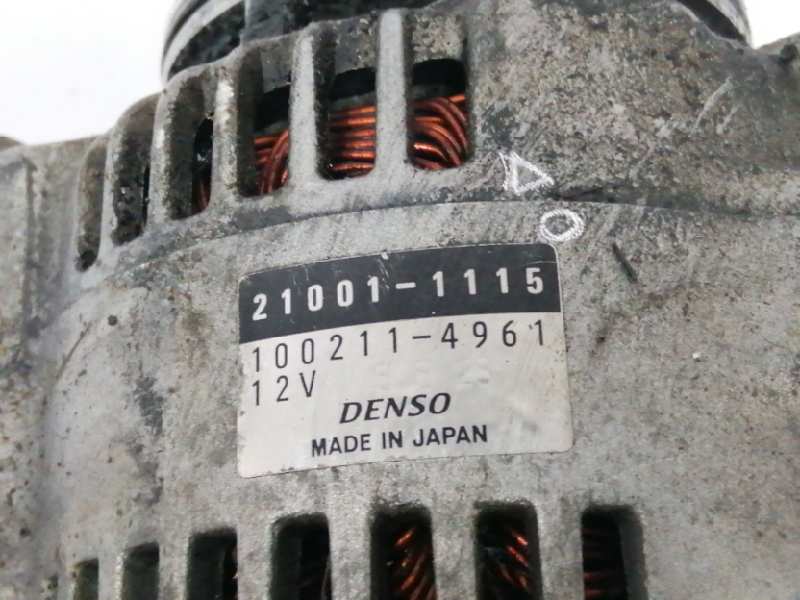 21001-1115
100211-4961
12V
DENSO
MADE IN JAPAN